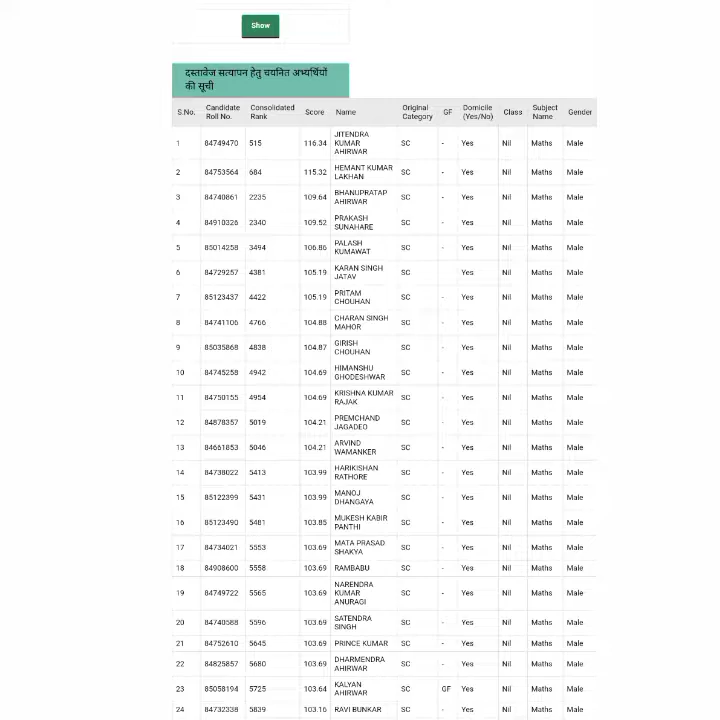 Show
दस्तावेज सत्यापन हेतु चयनित अभ्यर्थियों
की सूची
S.No. Candidate Roll No. Consolidated Rank Score Name Original Category GF Domicile (Yes/No) Class Subject Name Gender
1 84749470 515 116.34 JITENDRA KUMAR AHIRWAR SC - Yes Nil Maths Male
2 84753564 684 115.32 HEMANT KUMAR LAKHAN SC - Yes Nil Maths Male
3 84740861 2235 109.64 BHANUPRATAP AHIRWAR SC - Yes Nil Maths Male
4 84910326 2340 109.52 PRAKASH SUNAHARE SC - Yes Nil Maths Male
5 85014258 3494 106.86 PALASH KUMAWAT SC - Yes Nil Maths Male
6 84729257 4381 105.19 KARAN SINGH JATAV SC Yes Nil Maths Male
7 85123437 4422 105.19 PRITAM CHOUHAN SC - Yes Nil Maths Male
8 84741106 4766 104.88 CHARAN SINGH MAHOR SC - Yes Nil Maths Male
9 85035868 4838 104.87 GIRISH CHOUHAN SC - Yes Nil Maths Male
10 84745258 4942 104.69 HIMANSHU GHODESHWAR SC - Yes Nil Maths Male
11 84750155 4954 104.69 KRISHNA KUMAR RAJAK SC - Yes Nil Maths Male
12 84878357 5019 104.21 PREMCHAND JAGADEO SC - Yes Nil Maths Male
13 84661853 5046 104.21 ARVIND WAMANKER SC - Yes Nil Maths Male
14 84738022 5413 103.99 HARIKISHAN RATHORE SC - Yes Nil Maths Male
15 85122399 5431 103.99 MANOJ DHANGAYA SC - Yes Nil Maths Male
16 85123490 5481 103.85 MUKESH KABIR PANTHI SC - Yes Nil Maths Male
17 84734021 5553 103.69 MATA PRASAD SHAKYA SC - Yes Nil Maths Male
18 84908600 5558 103.69 RAMBABU SC - Yes Nil Maths Male
19 84749722 5565 103.69 NARENDRA KUMAR ANURAGI SC - Yes Nil Maths Male
20 84740588 5596 103.69 SATENDRA SINGH SC - Yes Nil Maths Male
21 84752610 5645 103.69 PRINCE KUMAR SC - Yes Nil Maths Male
22 84825857 5680 103.69 DHARMENDRA AHIRWAR SC - Yes Nil Maths Male
23 85058194 5725 103.64 KALYAN AHIRWAR SC GF Yes Nil Maths Male
24 84732338 5839 103.16 RAVI BUNKAR SC - Yes Nil Maths Male